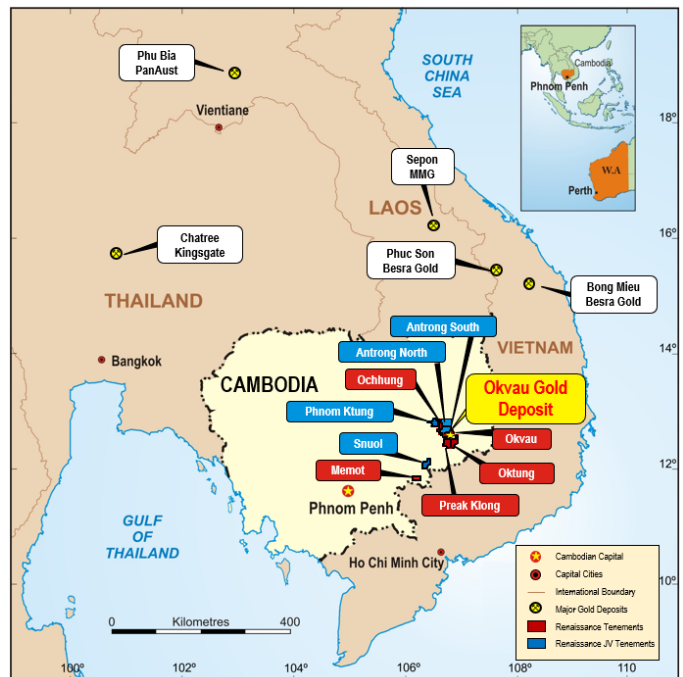 Phu Bia
PanAust
Vientiane
SOUTH
CHINA
SEA
Cambodia
Phnom Penh
W.A
Perth
18°
Sepon
MMG
LAOS
16°
Chatree
Kingsgate
Phuc Son
Besra Gold
Bong Mieu
Besra Gold
THAILAND
Antrong South
VIETNAM
14°
Antrong North
Bangkok
Ochhung
CAMBODIA
Okvau Gold
Deposit
Phnom Ktung
Okvau
Snuol
Memot
Oktung
12°
Phnom Penh
Preak Klong
GULF
OF
THAILAND
Ho Chi Minh City
10°
Cambodian Capital
Capital Cities
International Boundary
Major Gold Deposits
Renaissance Tenements
Renaissance JV Tenements
0 Kilometres 400
100° 102° 104° 106° 108° 110